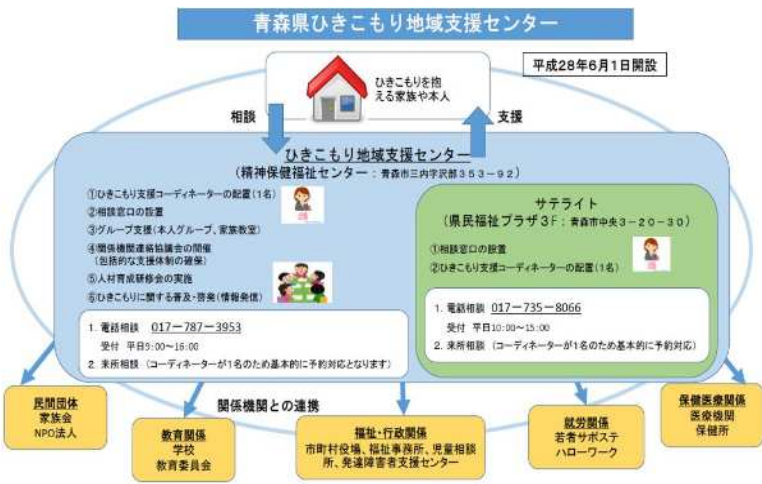 青森県ひきこもり地域支援センター
平成28年6月1日開設
ひきこもりを抱
える家族や本人
相談
支援
ひきこもり地域支援センター
(精神保健福祉センター：青森市三内字沢部353－92)
①ひきこもり支援コーディネーターの配置(1名)
②相談窓口の設置
③グループ支援(本人グループ、家族教室)
④関係機関連絡協議会の開催
(包括的な支援体制の確保)
⑤人材育成研修会の実施
⑥ひきこもりに関する普及・啓発(情報発信)
1. 電話相談 017－787－3953
受付 平日9:00～16:00
2. 来所相談 (コーディネーターが1名のため基本的に予約対応となります)
サテライト
(県民福祉プラザ3F：青森市中央3－20－30)
①相談窓口の設置
②ひきこもり支援コーディネーターの配置(1名)
1. 電話相談 017－735－8066
受付 平日10:00～15:00
2. 来所相談 (コーディネーターが1名のため基本的に予約対応)
関係機関との連携
民間団体
家族会
NPO法人
教育関係
学校
教育委員会
福祉・行政関係
市町村役場、福祉事務所、児童相談
所、発達障害者支援センター
就労関係
若者サポステ
ハローワーク
保健医療関係
医療機関
保健所